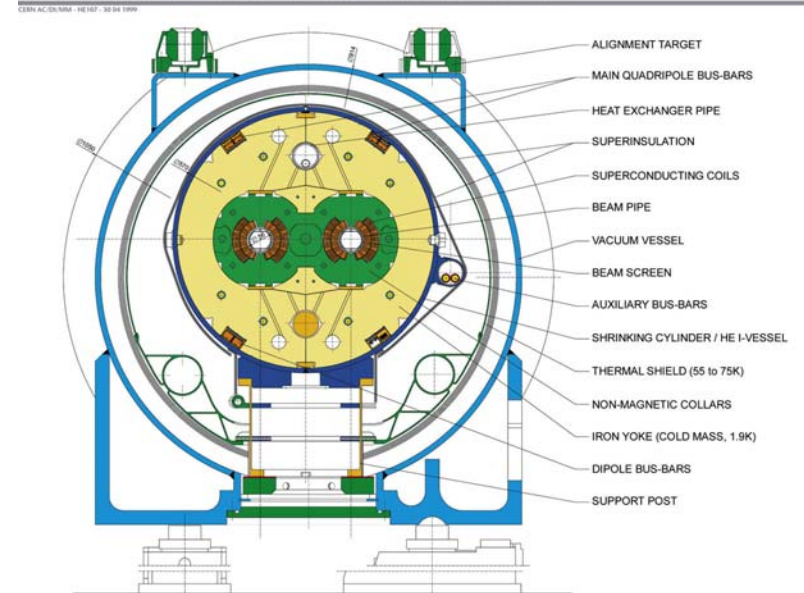 CERN AC/DI/MM - HE107 - 30 04 1999
ALIGNMENT TARGET
MAIN QUADRIPOLE BUS-BARS
HEAT EXCHANGER PIPE
SUPERINSULATION
SUPERCONDUCTING COILS
BEAM PIPE
VACUUM VESSEL
BEAM SCREEN
AUXILIARY BUS-BARS
SHRINKING CYLINDER / HE I-VESSEL
THERMAL SHIELD (55 to 75K)
NON-MAGNETIC COLLARS
IRON YOKE (COLD MASS, 1.9K)
DIPOLE BUS-BARS
SUPPORT POST
Ø914
Ø570